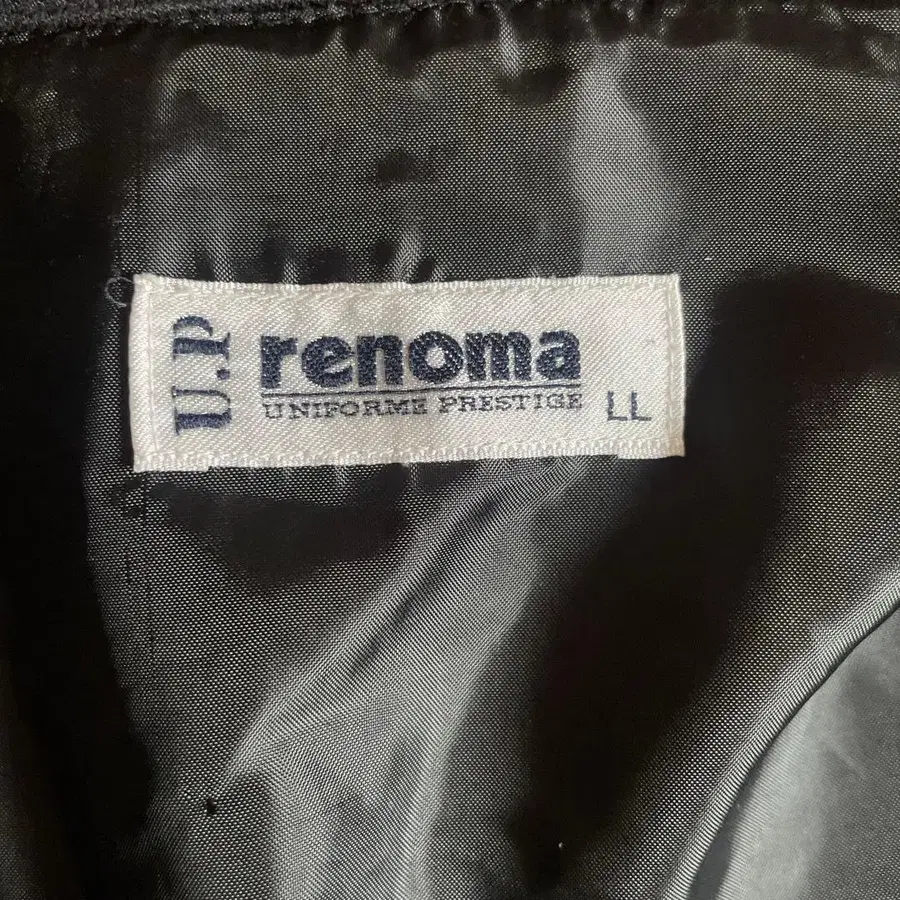 U.P
renoma
UNIFORME PRESTIGE
LL